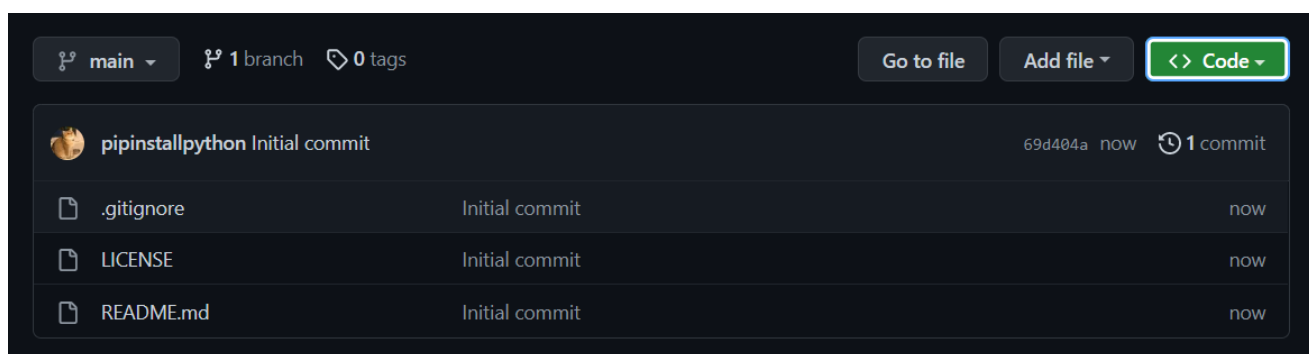 main 1 branch 0 tags Go to file Add file <> Code
pipinstallpython Initial commit 69d404a now 1 commit
.gitignore Initial commit now
LICENSE Initial commit now
README.md Initial commit now